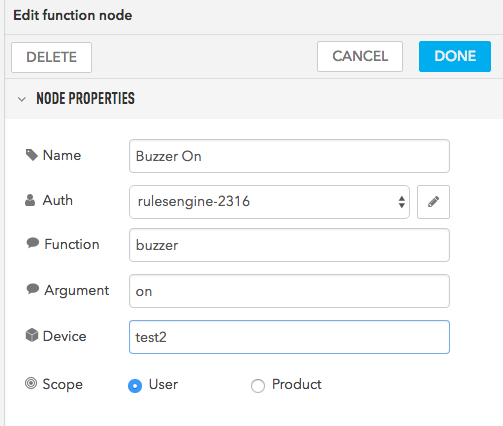 Edit function node
DELETE CANCEL DONE
NODE PROPERTIES
Name Buzzer On
Auth rulesengine-2316
Function buzzer
Argument on
Device test2
Scope User Product